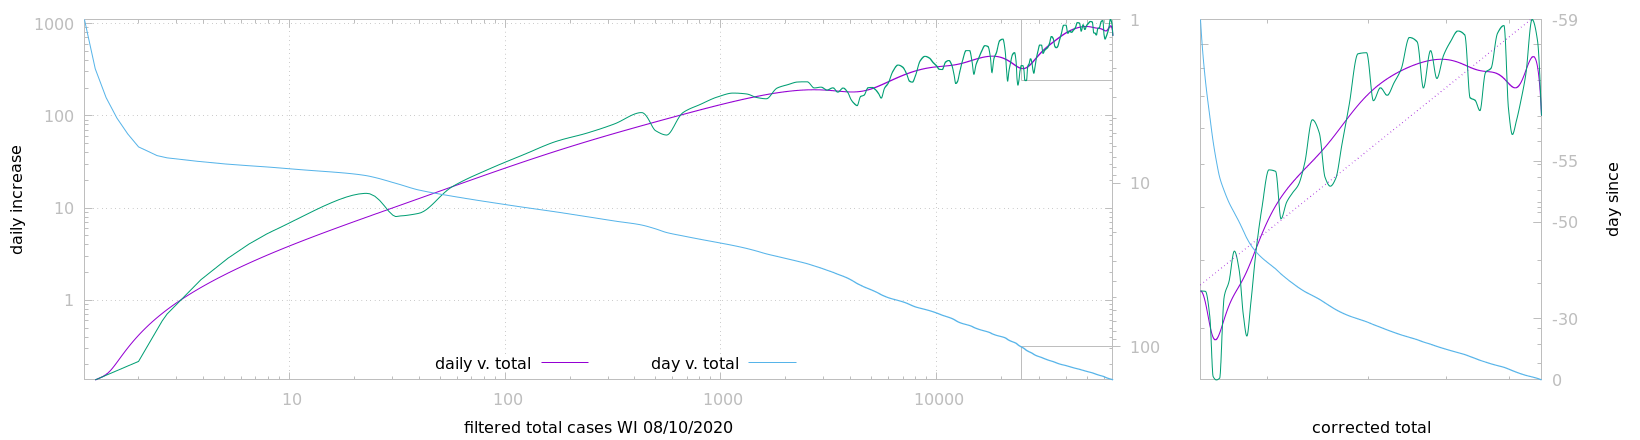 1000
100
10
1
daily increase
10
100
1000
10000
filtered total cases WI 08/10/2020
daily v. total
day v. total
1
10
100
-59
-55
-50
-30
0
day since
corrected total